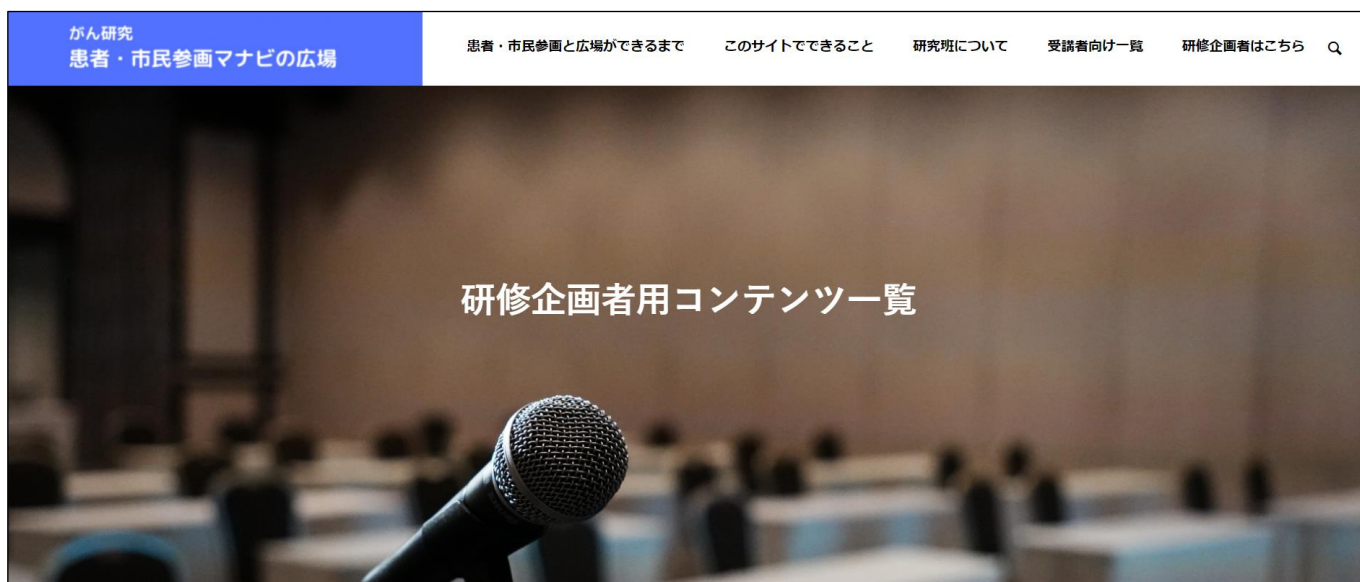 がん研究
患者・市民参画マナビの広場
患者・市民参画と広場ができるまで
このサイトでできること
研究班について
受講者向け一覧
研修企画者はこちら
研修企画者用コンテンツ一覧